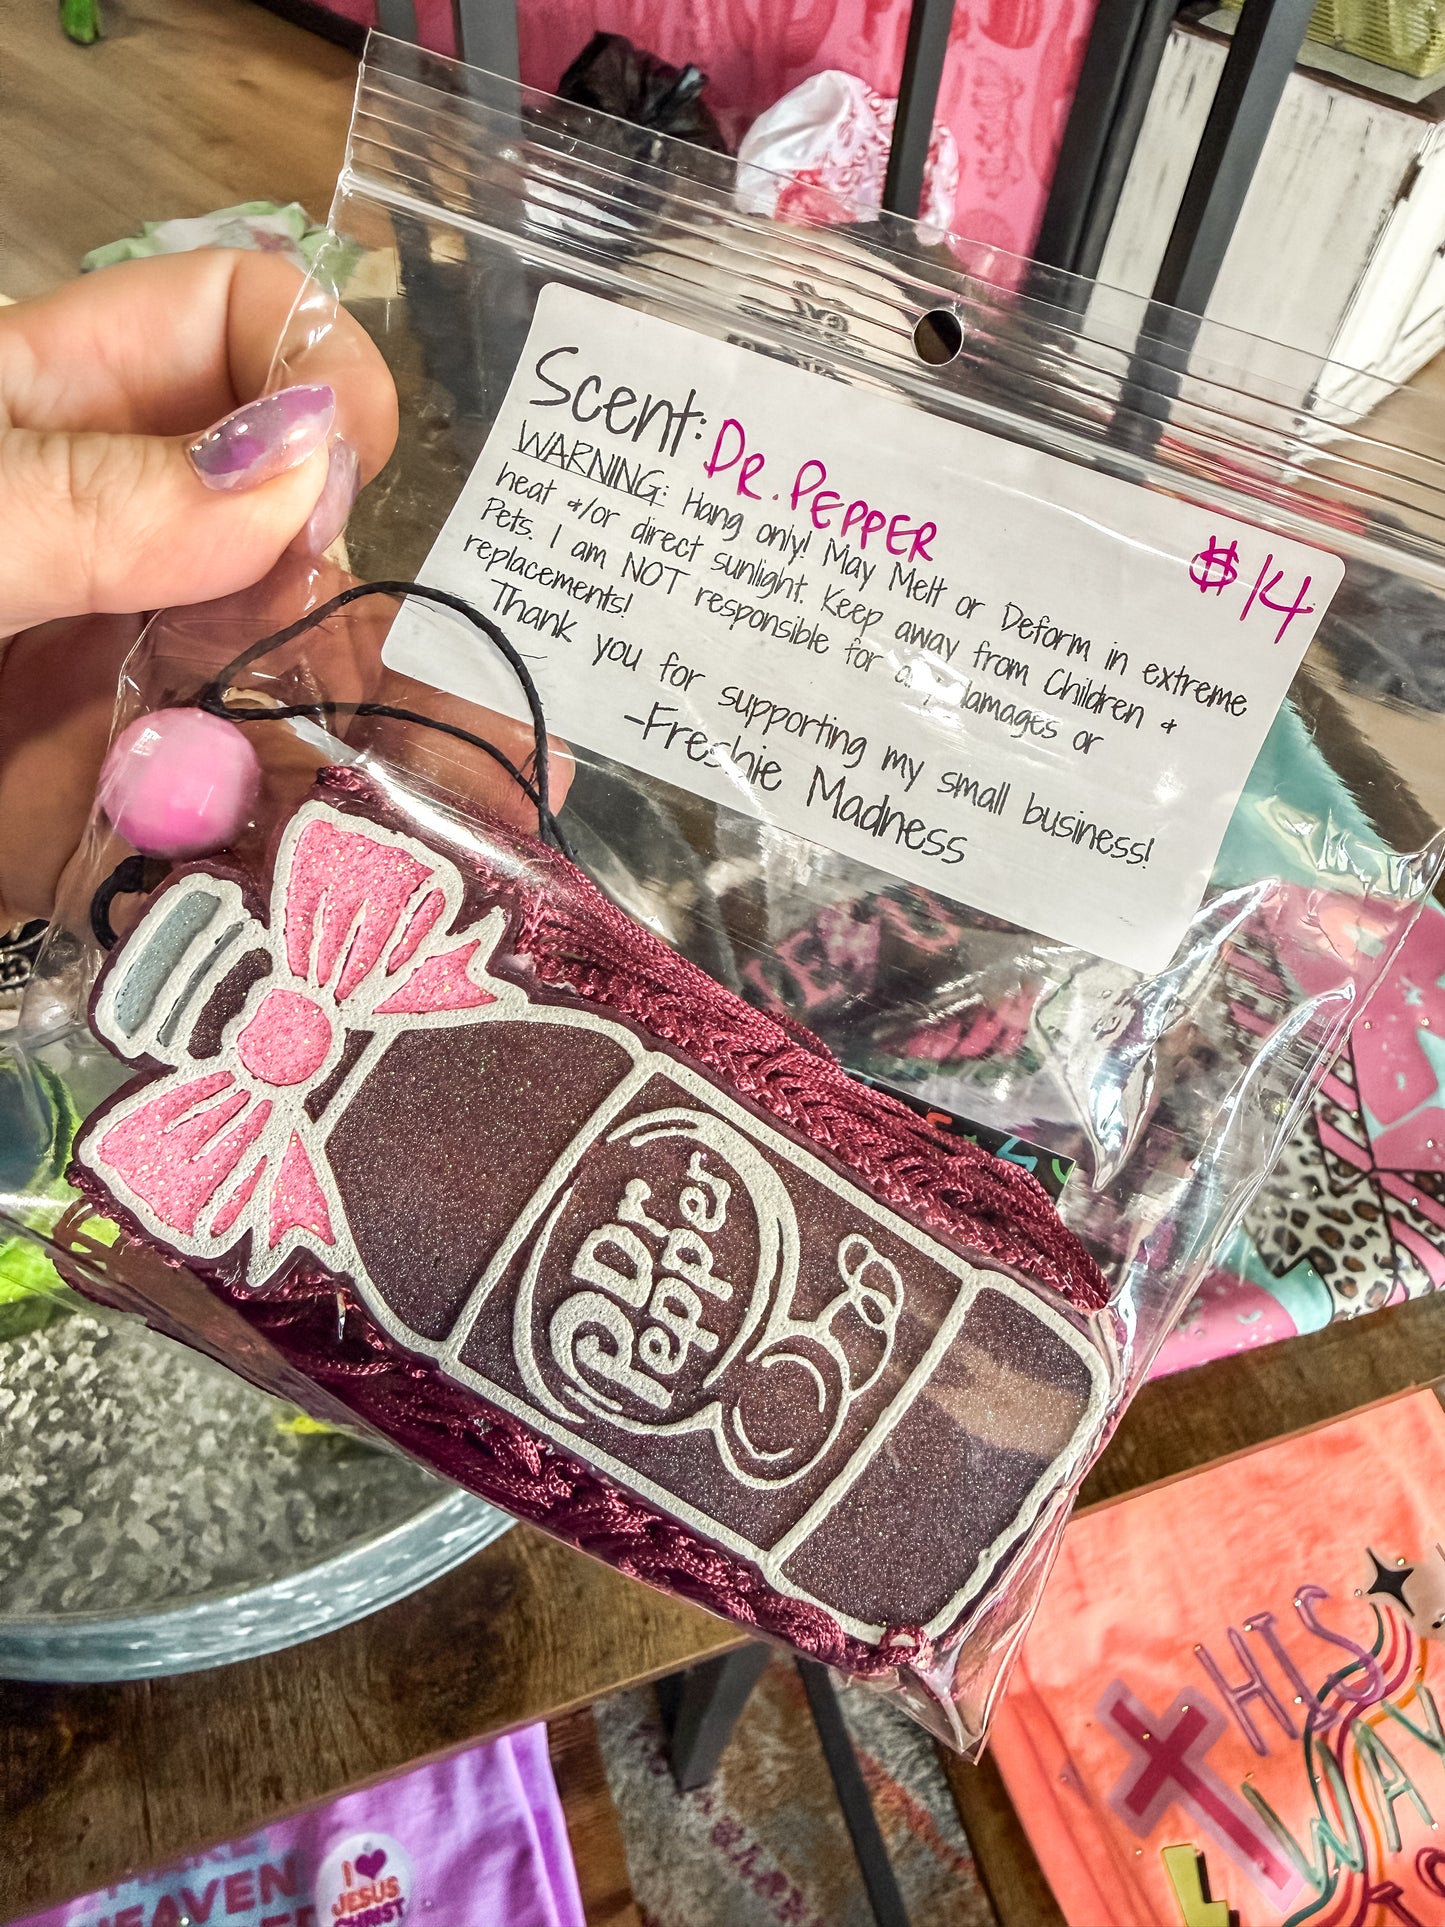 Scent: DR. PEPPER
$14
WARNING: Hang only! May Melt or Deform in extreme
heat &/or direct sunlight. Keep away from Children &
Pets. I am NOT responsible for any damages or
replacements!
Thank you for supporting my small business!
-Freshie Madness
Dr
Pepper
HIS
WAY
HEAVEN
I
JESUS
CHRIST